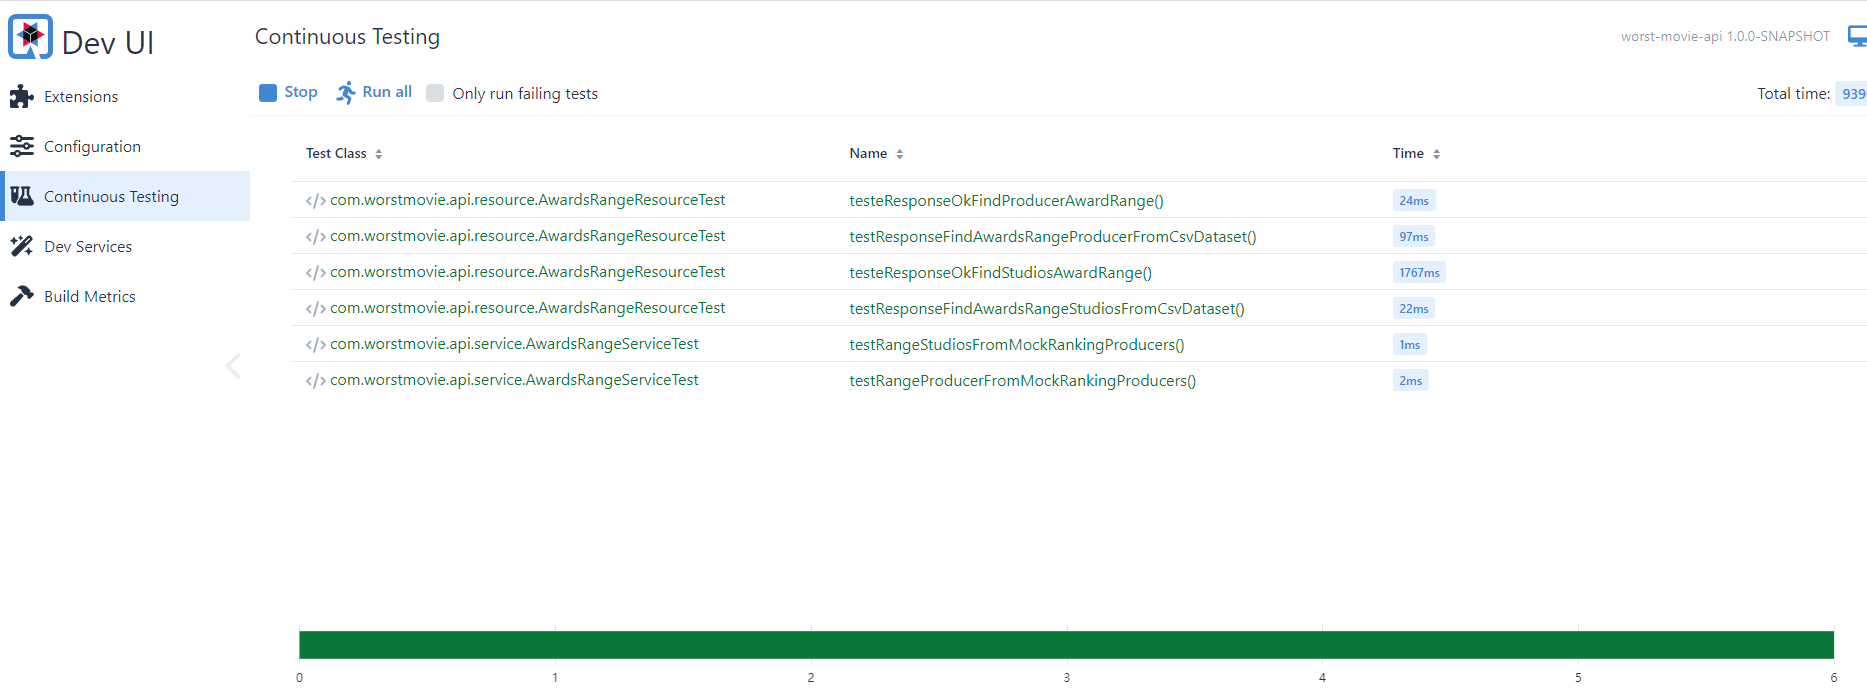 Dev UI
Continuous Testing
worst-movie-api 1.0.0-SNAPSHOT
Extensions
Configuration
Continuous Testing
Dev Services
Build Metrics
Stop Run all Only run failing tests
Total time: 939
Test Class Name Time
</> com.worstmovie.api.resource.AwardsRangeResourceTest testeResponseOkFindProducerAwardRange() 24ms
</> com.worstmovie.api.resource.AwardsRangeResourceTest testResponseFindAwardsRangeProducerFromCsvDataset() 97ms
</> com.worstmovie.api.resource.AwardsRangeResourceTest testeResponseOkFindStudiosAwardRange() 1767ms
</> com.worstmovie.api.resource.AwardsRangeResourceTest testResponseFindAwardsRangeStudiosFromCsvDataset() 22ms
</> com.worstmovie.api.service.AwardsRangeServiceTest testRangeStudiosFromMockRankingProducers() 1ms
</> com.worstmovie.api.service.AwardsRangeServiceTest testRangeProducerFromMockRankingProducers() 2ms
0 1 2 3 4 5 6